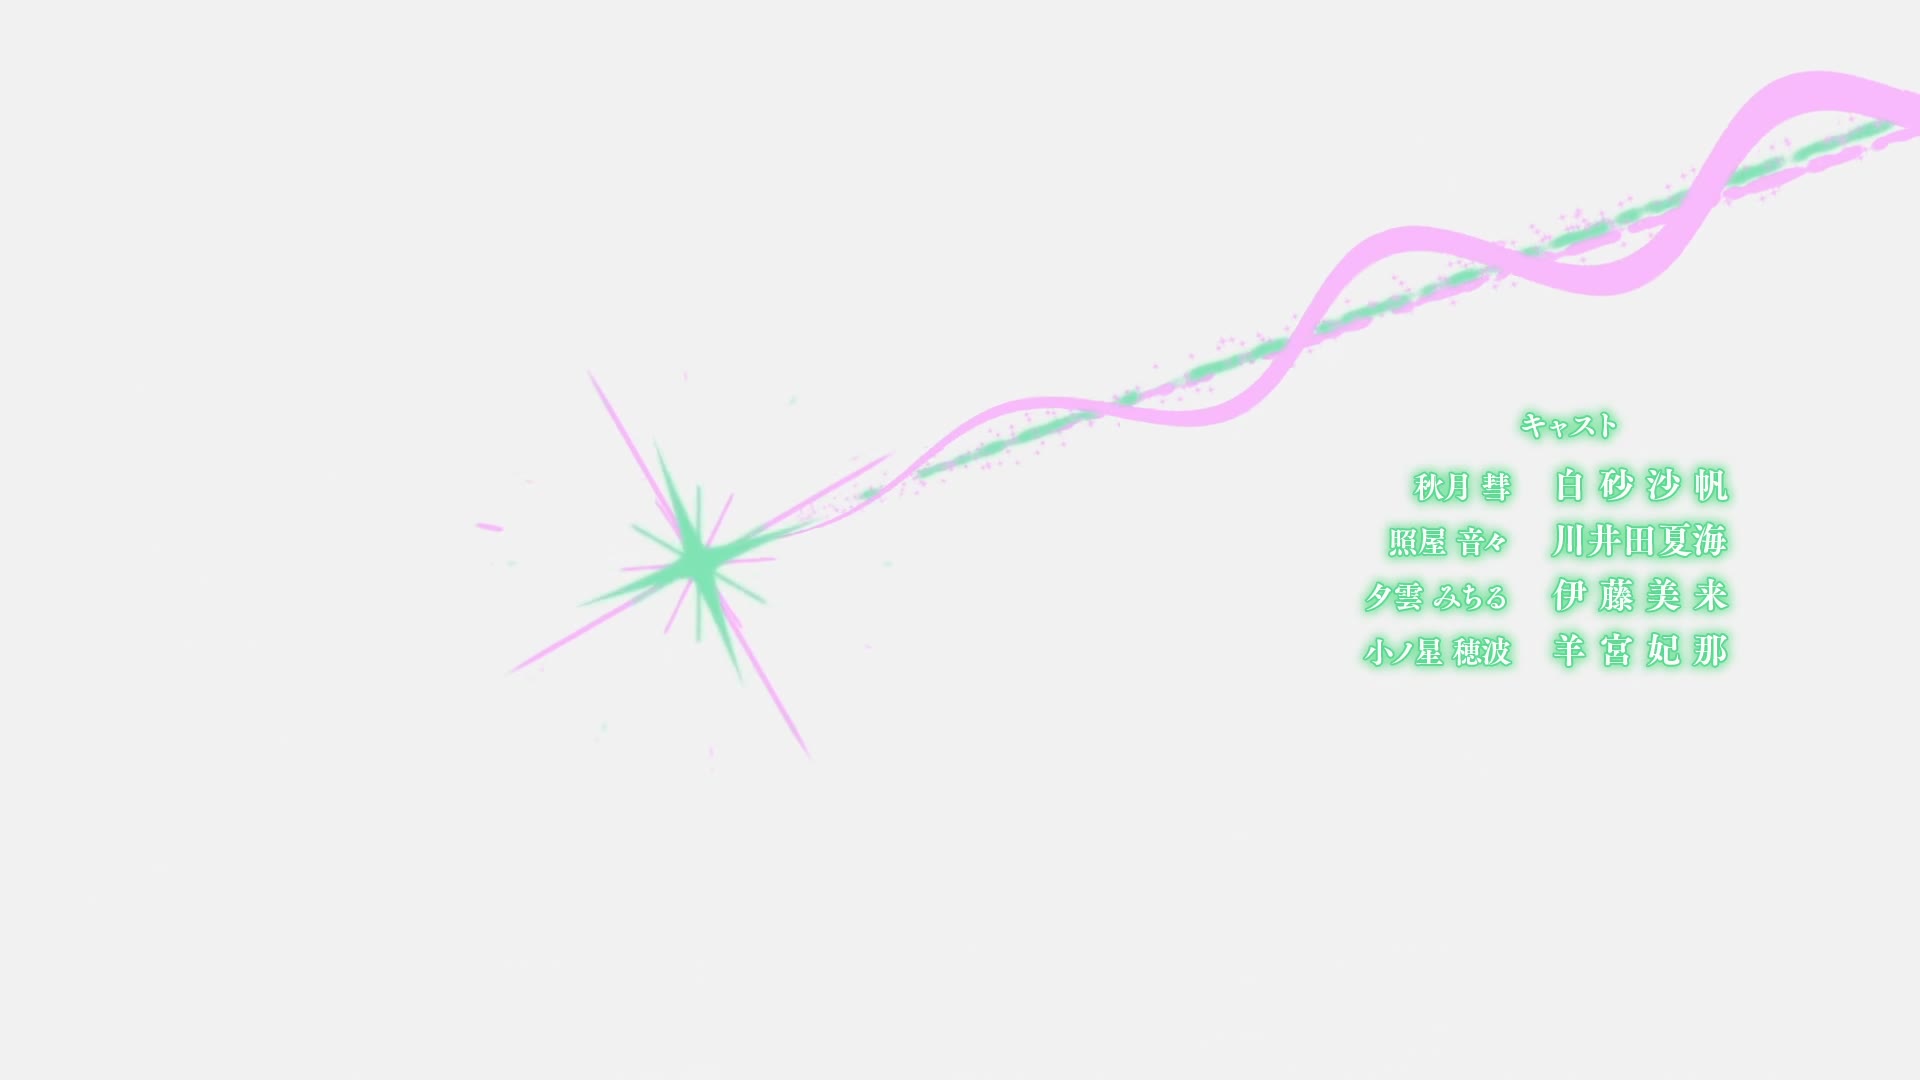 キャスト
秋月 彗 白砂沙帆
照屋 音々 川井田夏海
夕雲 みちる 伊藤美来
小ノ星 穂波 羊宮妃那